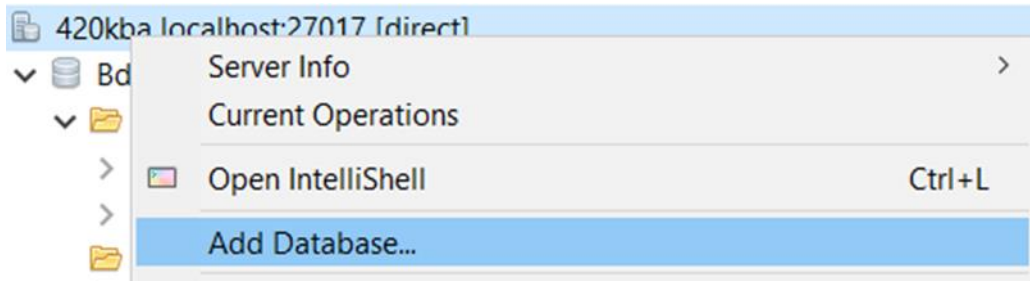 420kba localhost:27017 [direct]
Bd
Server Info
Current Operations
Open IntelliShell Ctrl+L
Add Database...